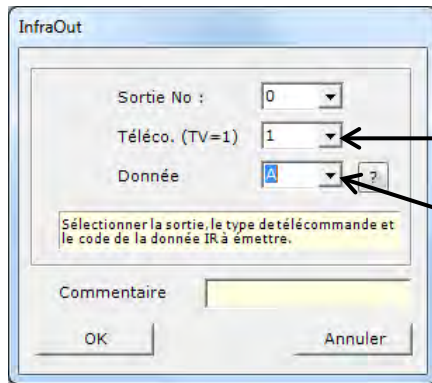 InfraOut
Sortie No : 0
Téléco. (TV=1) 1
Donnée A ?
Sélectionner la sortie,le type de télécommande et
le code de la donnée IR à émettre.
Commentaire
OK Annuler